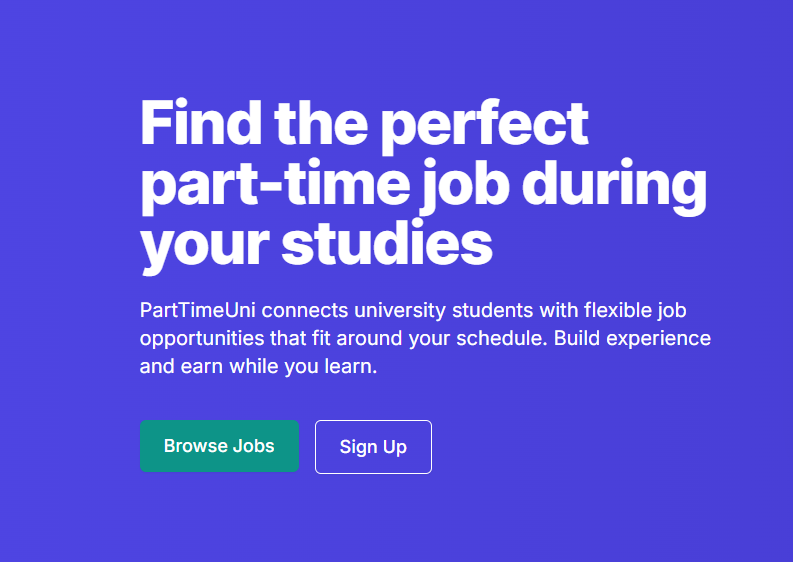 Find the perfect
part-time job during
your studies
PartTimeUni connects university students with flexible job
opportunities that fit around your schedule. Build experience
and earn while you learn.
Browse Jobs
Sign Up